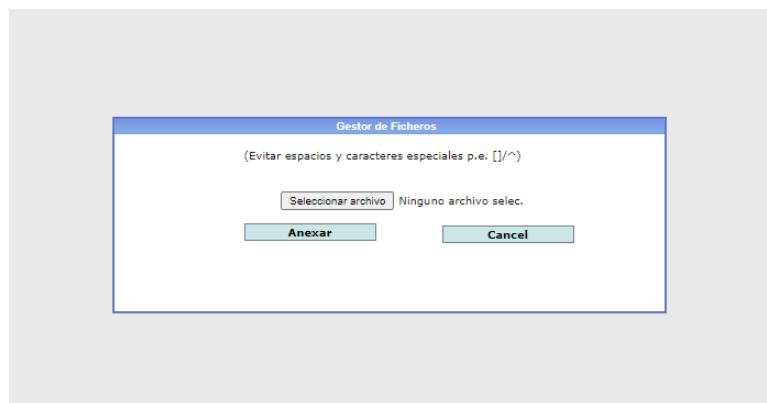 Gestor de Ficheros
(Evitar espacios y caracteres especiales p.e. []/^)
Seleccionar archivo Ninguno archivo selec.
Anexar Cancel